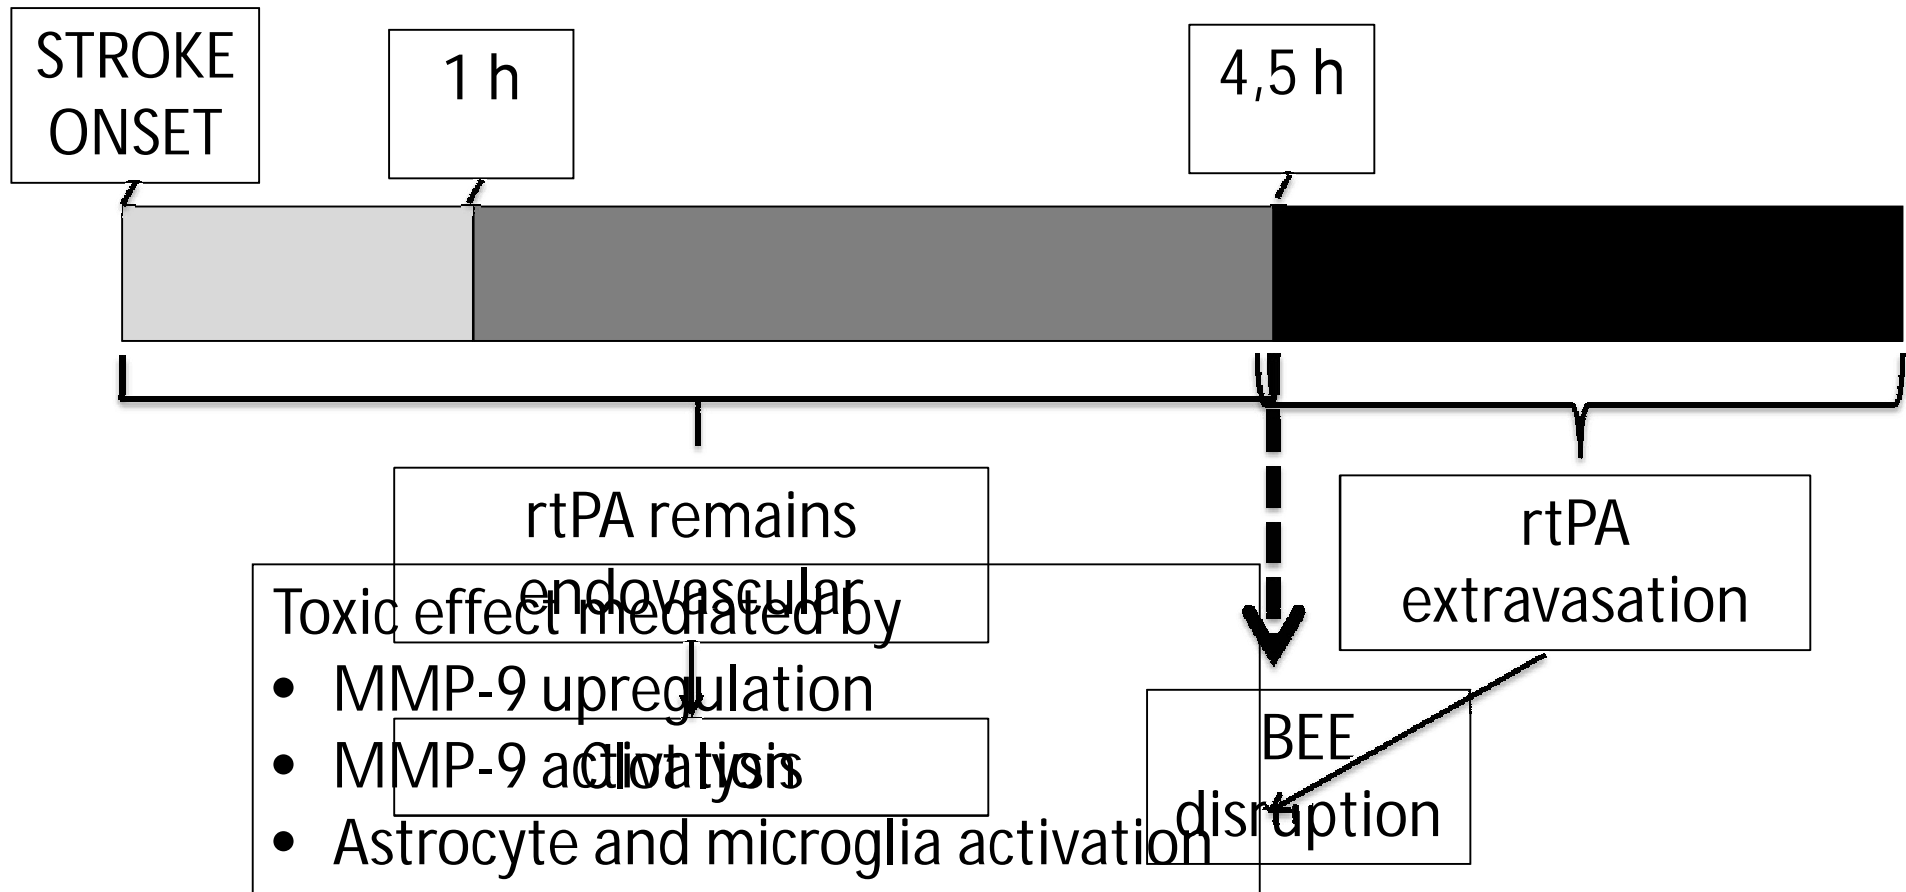 STROKE
ONSET
1 h
4,5 h
rtPA remains
endovascular
Clot lysis
rtPA
extravasation
BEE
disruption
Toxic effect mediated by
• MMP-9 upregulation
• MMP-9 activation
• Astrocyte and microglia activation